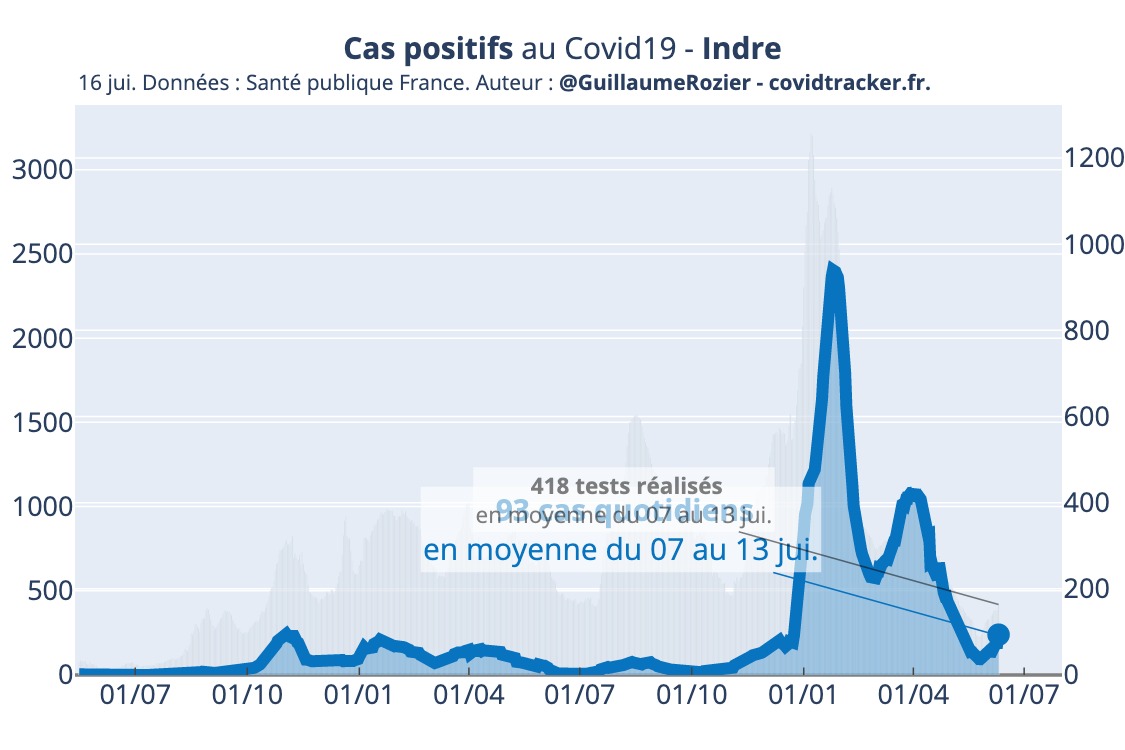 Cas positifs au Covid19 - Indre
16 jui. Données : Santé publique France. Auteur : @GuillaumeRozier - covidtracker.fr.
3000
2500
2000
1500
1000
500
0
1200
1000
800
600
400
200
0
418 tests réalisés
en moyenne du 07 au 13 jui.
93 cas quotidiens
en moyenne du 07 au 13 jui.
01/07 01/10 01/01 01/04 01/07 01/10 01/01 01/04 01/07